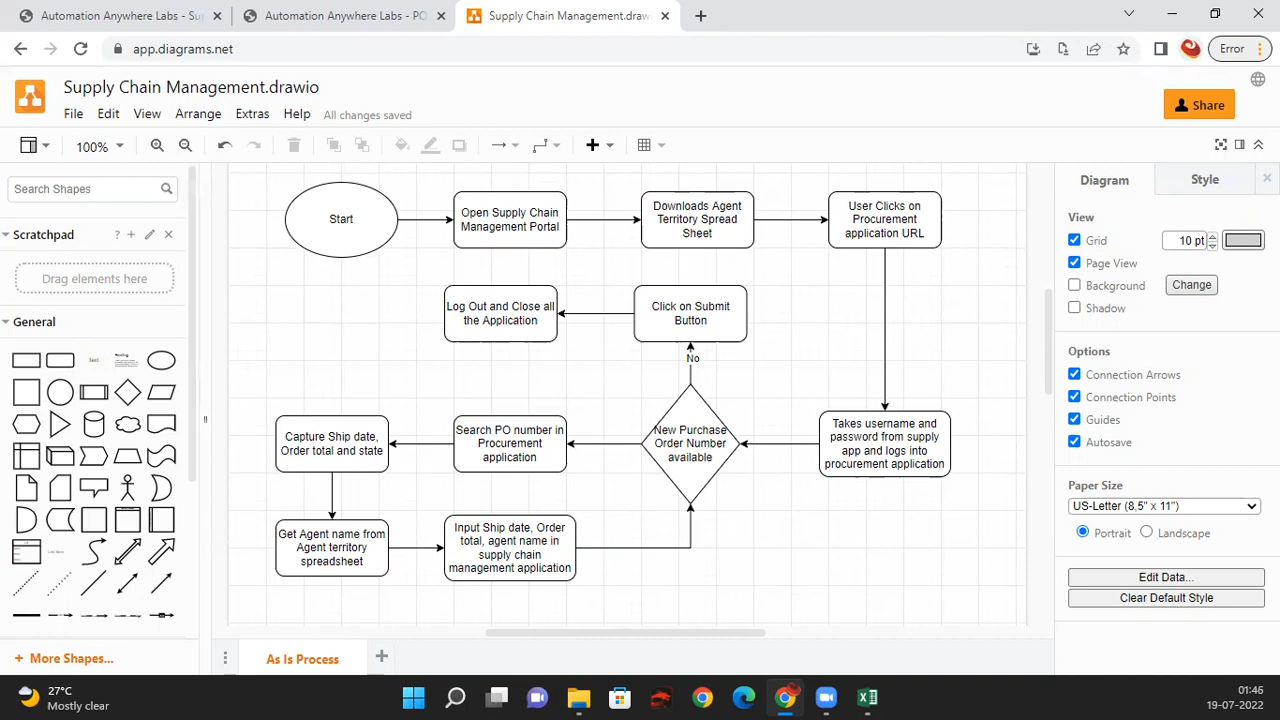 Automation Anywhere Labs - Sup
Automation Anywhere Labs - PO
Supply Chain Management.draw
app.diagrams.net
Error
Supply Chain Management.drawio
File Edit View Arrange Extras Help All changes saved
Share
100%
Search Shapes
Scratchpad
?
Drag elements here
General
Text
Heading
More Shapes...
Start
Open Supply Chain
Management Portal
Downloads Agent
Territory Spread
Sheet
User Clicks on
Procurement
application URL
Log Out and Close all
the Application
Click on Submit
Button
No
Capture Ship date,
Order total and state
Search PO number in
Procurement
application
New Purchase
Order Number
available
Takes username and
password from supply
app and logs into
procurement application
Get Agent name from
Agent territory
spreadsheet
Input Ship date, Order
total, agent name in
supply chain
management application
As Is Process
Diagram Style
View
Grid 10 pt
Page View
Background Change
Shadow
Options
Connection Arrows
Connection Points
Guides
Autosave
Paper Size
US-Letter (8,5" x 11")
Portrait Landscape
Edit Data...
Clear Default Style
27°C
Mostly clear
01:46
19-07-2022